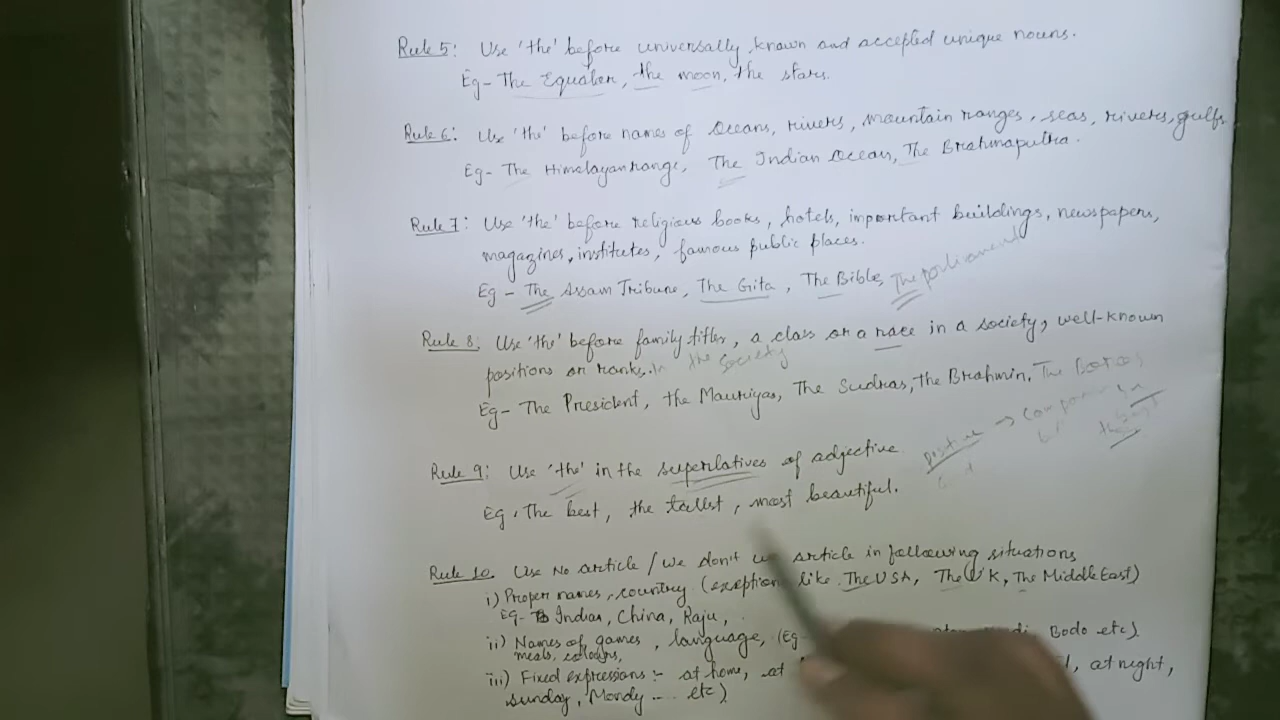 Rule 5: Use 'the' before universally known and accepted unique nouns.
Eg- The Equator, the moon, the stars.
Rule 6: Use 'the' before names of Oceans, rivers, mountain ranges, seas, rivers, gulfs.
Eg- The Himalayan range, The Indian Ocean, The Brahmaputra.
Rule 7: Use 'the' before religious books, hotels, important buildings, newspapers,
magazines, institutes, famous public places.
Eg- The Assam Tribune, The Gita, The Bible, The parliament
Rule 8: Use 'the' before family titles, a class or a race in a society, well-known
positions or ranks. In the society
Eg- The President, the Mauriyas, The Sudras, the Brahmin, The
Rule 9: Use 'the' in the superlatives of adjective
Eg. The best, the tallest, most beautiful.
Rule 10. Use No article / We don't use article in following situations
i) Proper names, country (exception like The USA, The UK, The Middle East)
Eg- India, China, Raju,
ii) Names of games, language, (Eg- Bodo etc).
meals, colours,
iii) Fixed expressions :- at home, at at night,
sunday, Mondy ... etc)